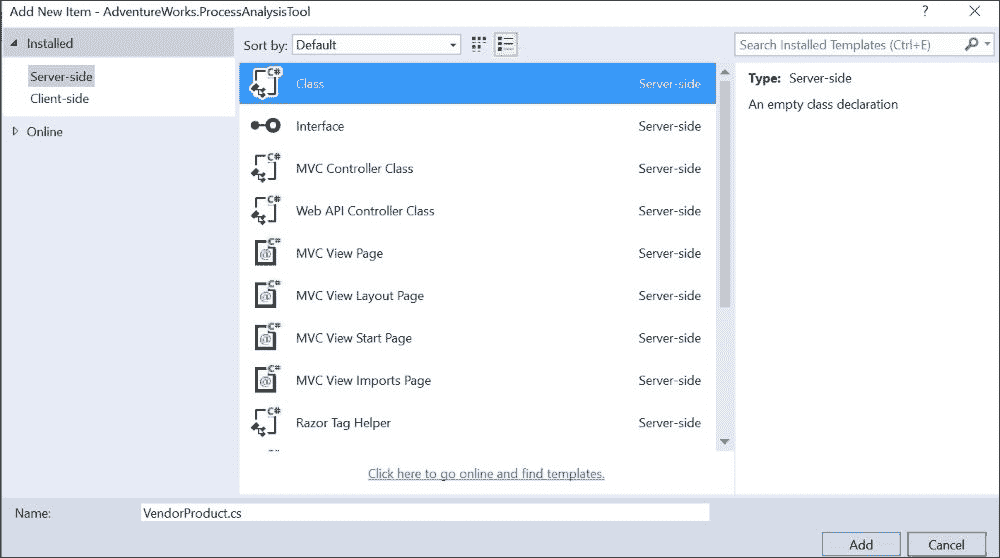 Add New Item - AdventureWorks.ProcessAnalysisTool ?
Installed
Server-side
Client-side
Online
Sort by: Default
C# Class Server-side
Interface Server-side
C# MVC Controller Class Server-side
C# Web API Controller Class Server-side
C# @ MVC View Page Server-side
C# @ MVC View Layout Page Server-side
C# @ MVC View Start Page Server-side
C# @ MVC View Imports Page Server-side
C# Razor Tag Helper Server-side
Click here to go online and find templates.
Search Installed Templates (Ctrl+E)
Type: Server-side
An empty class declaration
Name: VendorProduct.cs
Add Cancel